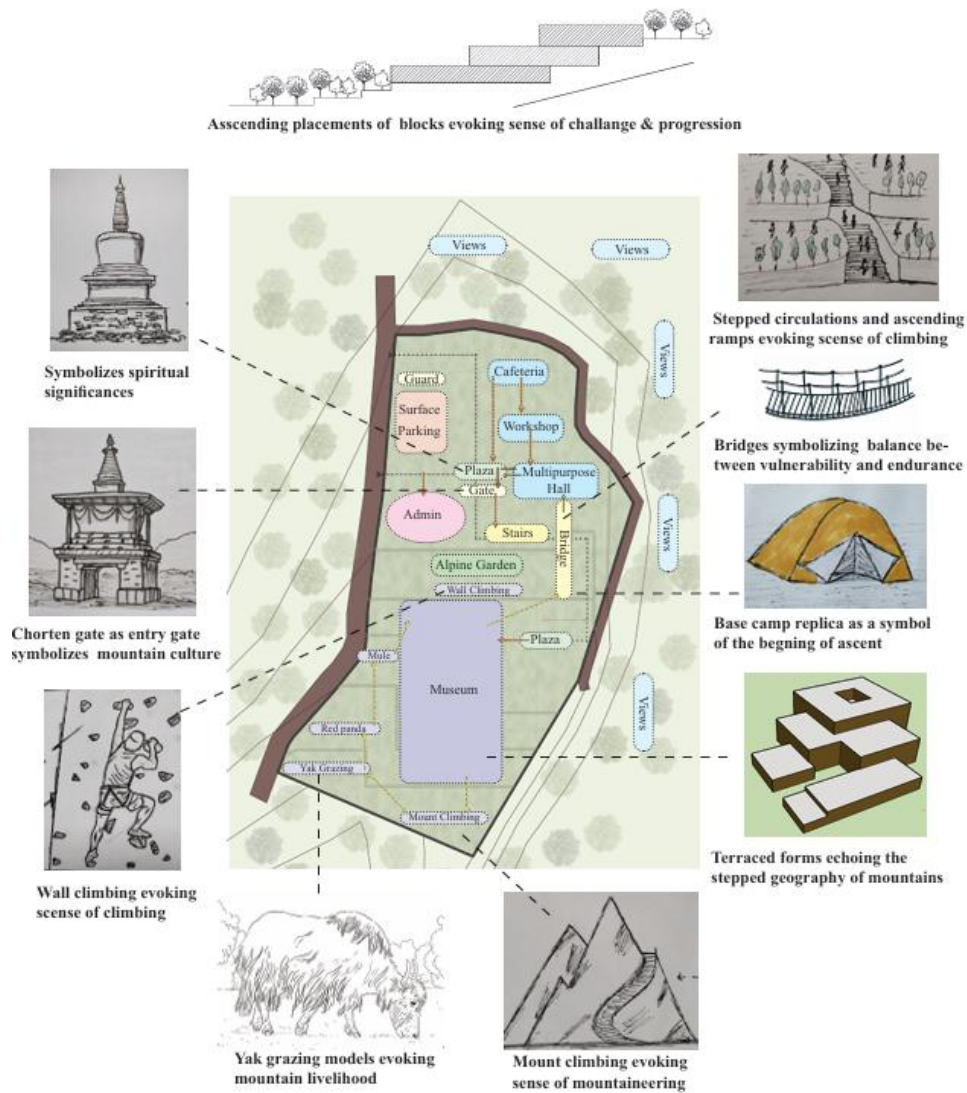 Asscending placements of blocks evoking sense of challange & progression
Symbolizes spiritual
significances
Chorten gate as entry gate
symbolizes mountain culture
Wall climbing evoking
scense of climbing
Views
Views
Views
Views
Views
Guard
Surface
Parking
Cafeteria
Workshop
Plaza
Multipurpose
Hall
Gate
Admin
Stairs
Bridge
Alpine Garden
Wall Climbing
Plaza
Mule
Museum
Red panda
Yak Grazing
Mount Climbing
Stepped circulations and ascending
ramps evoking scense of climbing
Bridges symbolizing balance be-
tween vulnerability and endurance
Base camp replica as a symbol
of the begning of ascent
Terraced forms echoing the
stepped geography of mountains
Yak grazing models evoking
mountain livelihood
Mount climbing evoking
sense of mountaineering